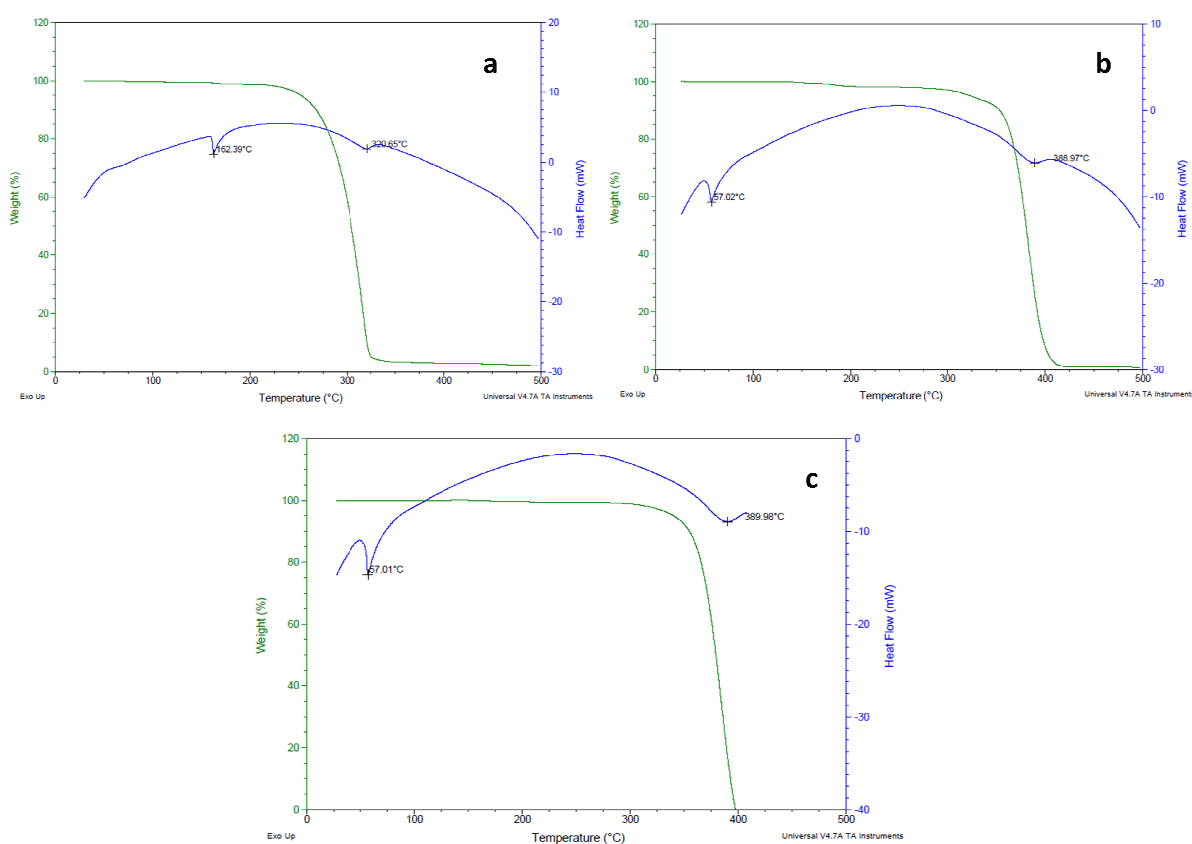 a
120
100
80
60
40
20
0
Weight (%)
20
10
0
-10
-20
-30
Heat Flow (mW)
162.39°C
320.65°C
0
100
200
300
400
500
Exo Up
Temperature (°C)
Universal V4.7A TA Instruments
b
120
100
80
60
40
20
0
Weight (%)
10
0
-10
-20
-30
Heat Flow (mW)
57.02°C
388.97°C
0
100
200
300
400
500
Exo Up
Temperature (°C)
Universal V4.7A TA Instruments
c
120
100
80
60
40
20
0
Weight (%)
0
-10
-20
-30
-40
Heat Flow (mW)
57.01°C
389.98°C
0
100
200
300
400
500
Exo Up
Temperature (°C)
Universal V4.7A TA Instruments